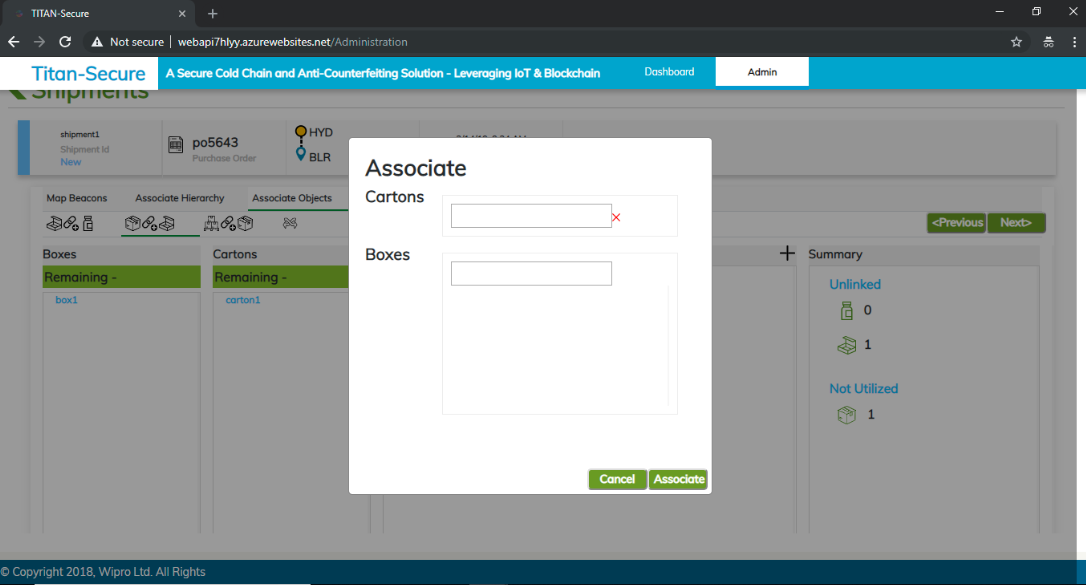 TITAN-Secure
Not secure webapi7hlyy.azurewebsites.net/Administration
Titan-Secure
A Secure Cold Chain and Anti-Counterfeiting Solution - Leveraging IoT & Blockchain
Dashboard
Admin
Shipments
shipment1
Shipment Id
New
po5643
Purchase Order
HYD
BLR
Map Beacons
Associate Hierarchy
Associate Objects
<Previous
Next>
Boxes
Remaining -
box1
Cartons
Remaining -
carton1
Associate
Cartons
Boxes
Cancel
Associate
Summary
Unlinked
0
1
Not Utilized
1
© Copyright 2018, Wipro Ltd. All Rights